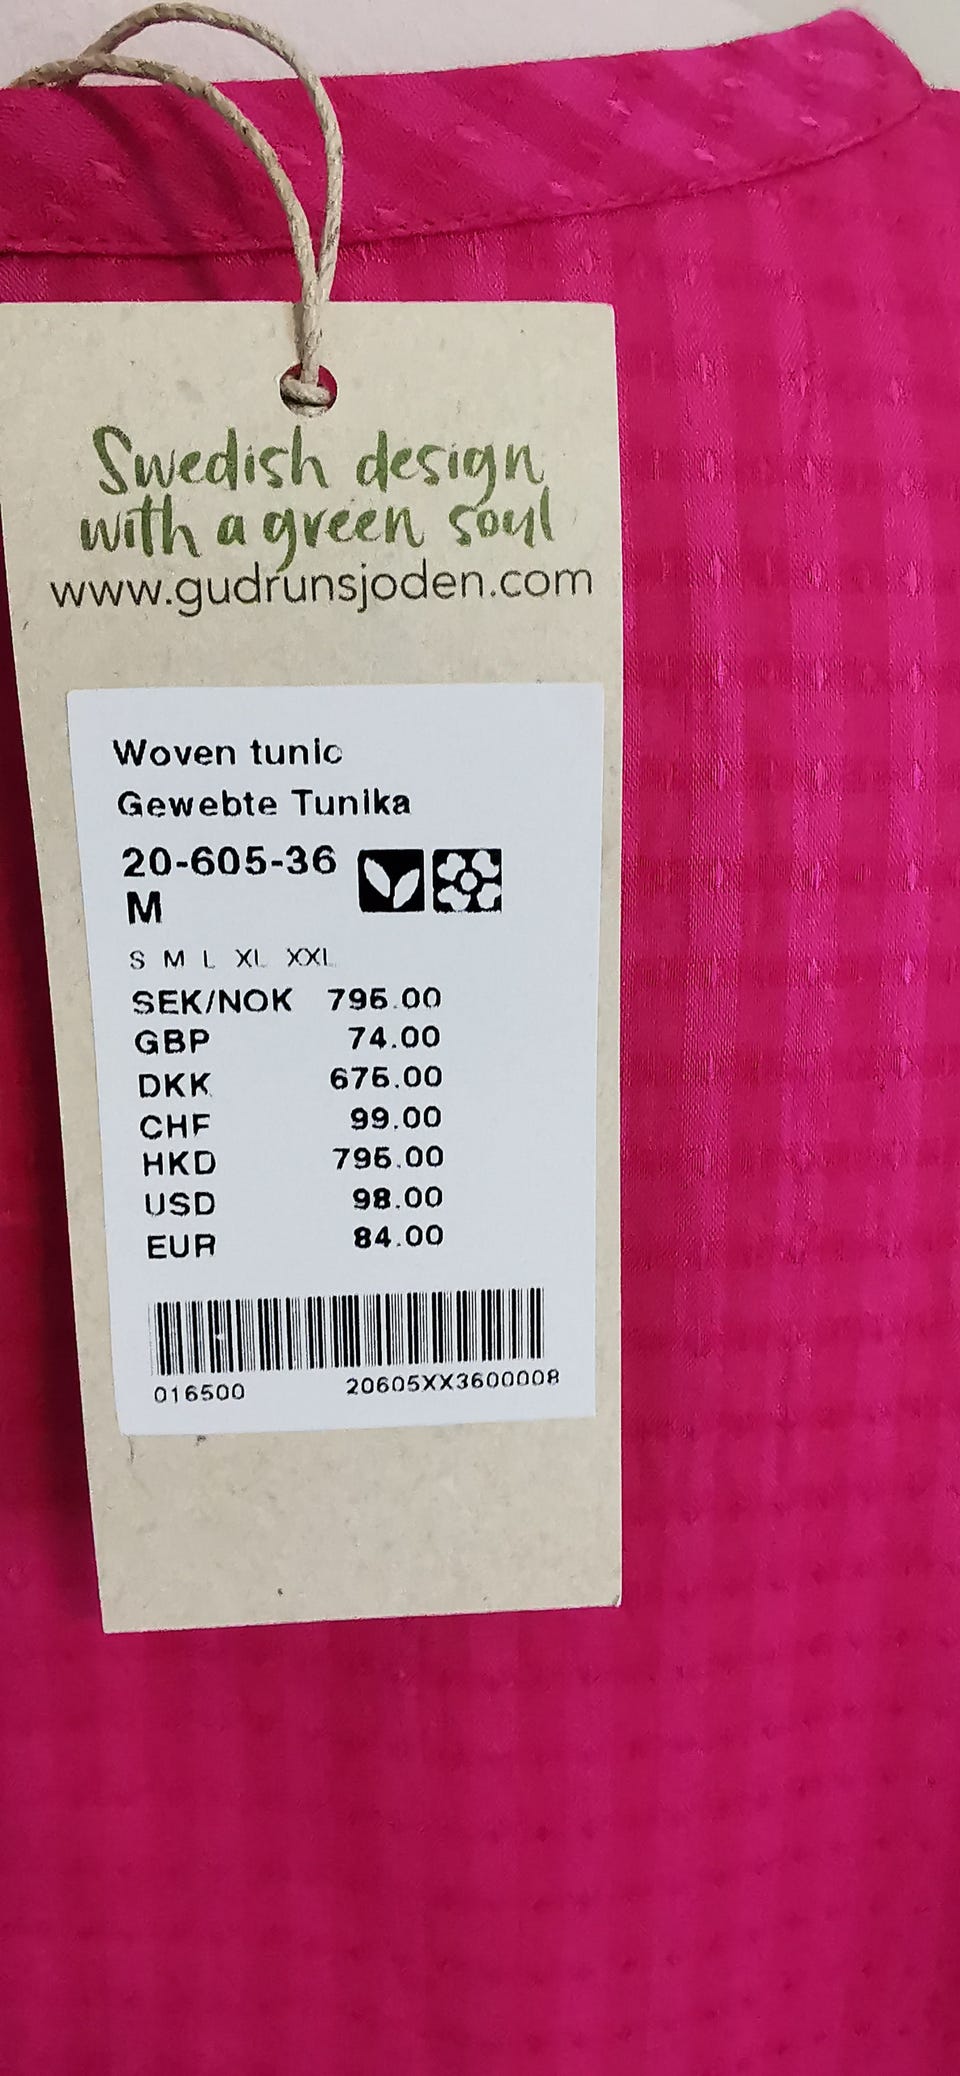 Swedish design
with a green soul
www.gudrunsjoden.com
Woven tunic
Gewebte Tunika
20-605-36
M
S M L XL XXL
SEK/NOK 795.00
GBP 74.00
DKK 675.00
CHF 99.00
HKD 795.00
USD 98.00
EUR 84.00
016500 20605XX3600008